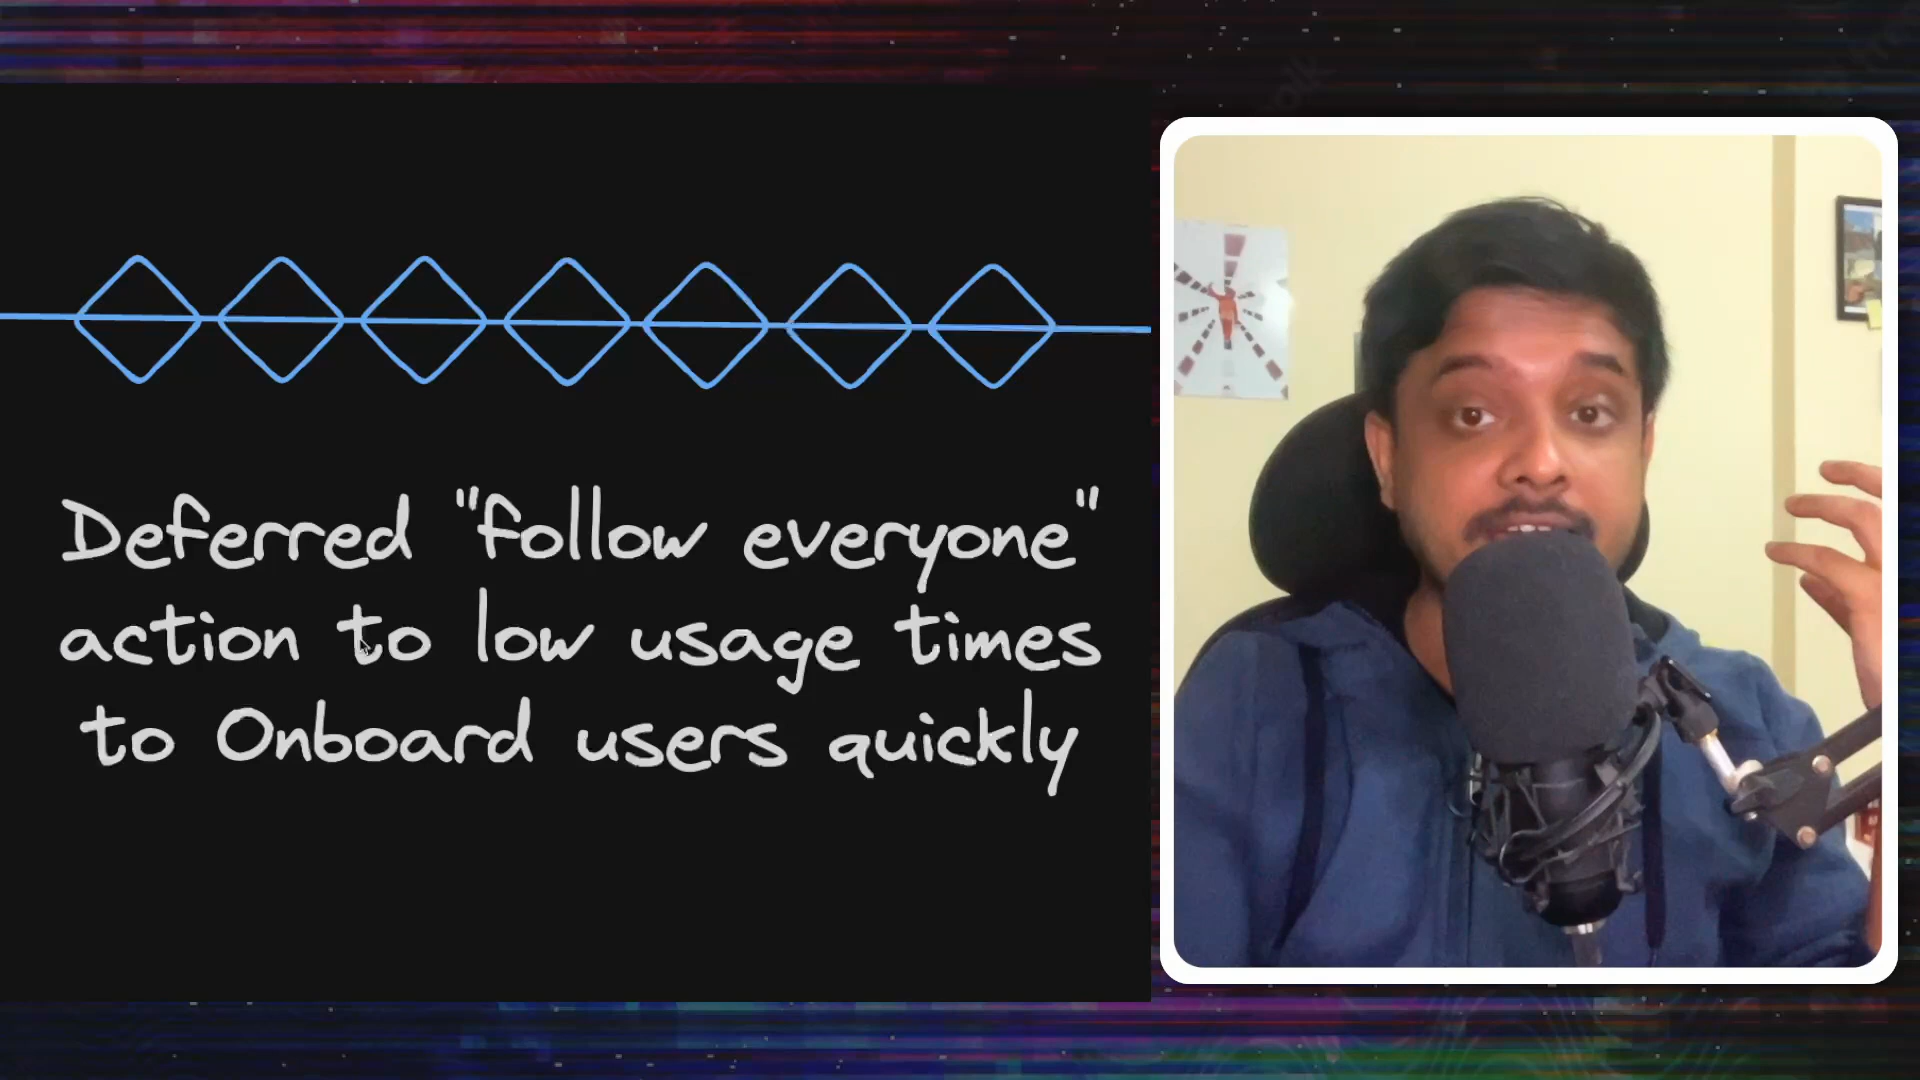 Deferred "follow everyone"
action to low usage times
to Onboard users quickly